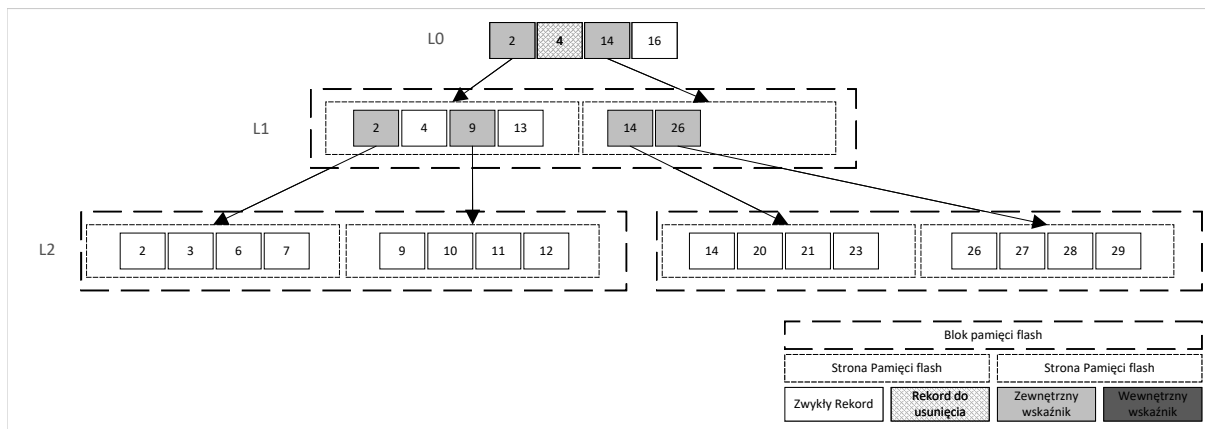 L0
2 4 14 16
L1
2 4 9 13 14 26
L2
2 3 6 7 9 10 11 12 14 20 21 23 26 27 28 29
Blok pamięci flash
Strona Pamięci flash Strona Pamięci flash
Zwykły Rekord
Rekord do
usunięcia
Zewnętrzny
wskaźnik
Wewnętrzny
wskaźnik